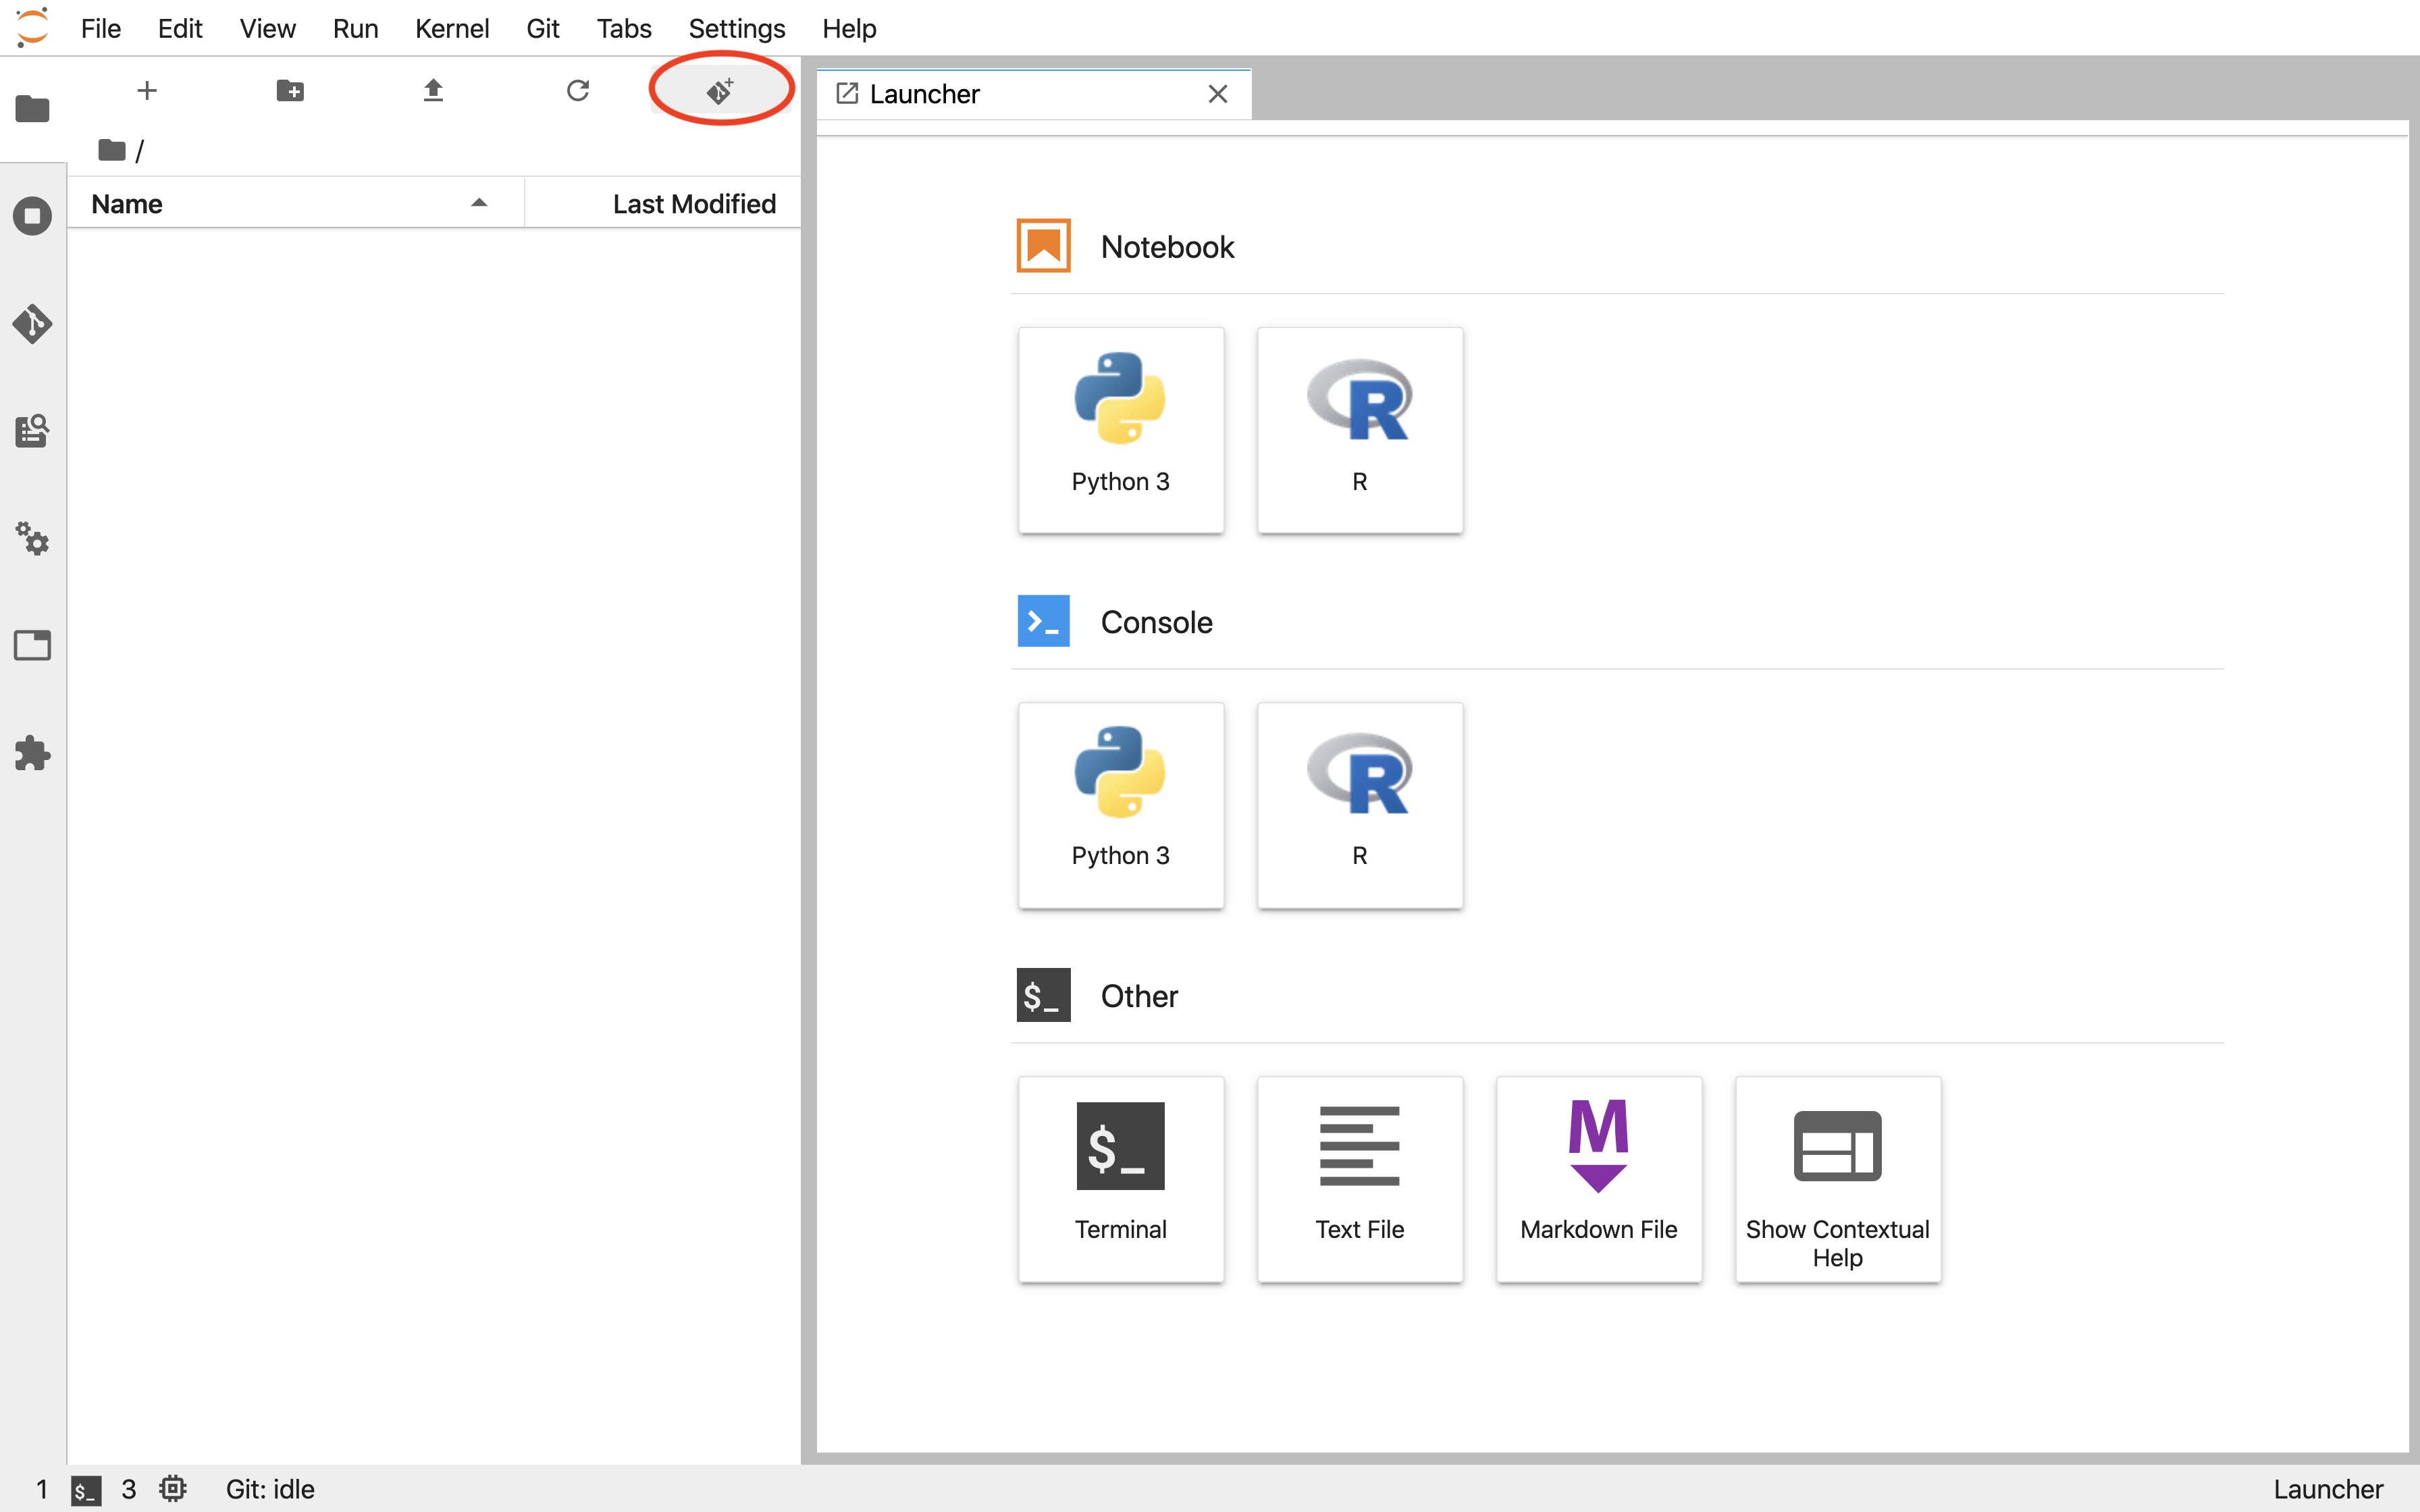 File Edit View Run Kernel Git Tabs Settings Help
Launcher
/
Name Last Modified
Notebook
Python 3 R
Console
Python 3 R
$_ Other
$_
Terminal Text File Markdown File Show Contextual
Help
1 $_ 3 Git: idle Launcher